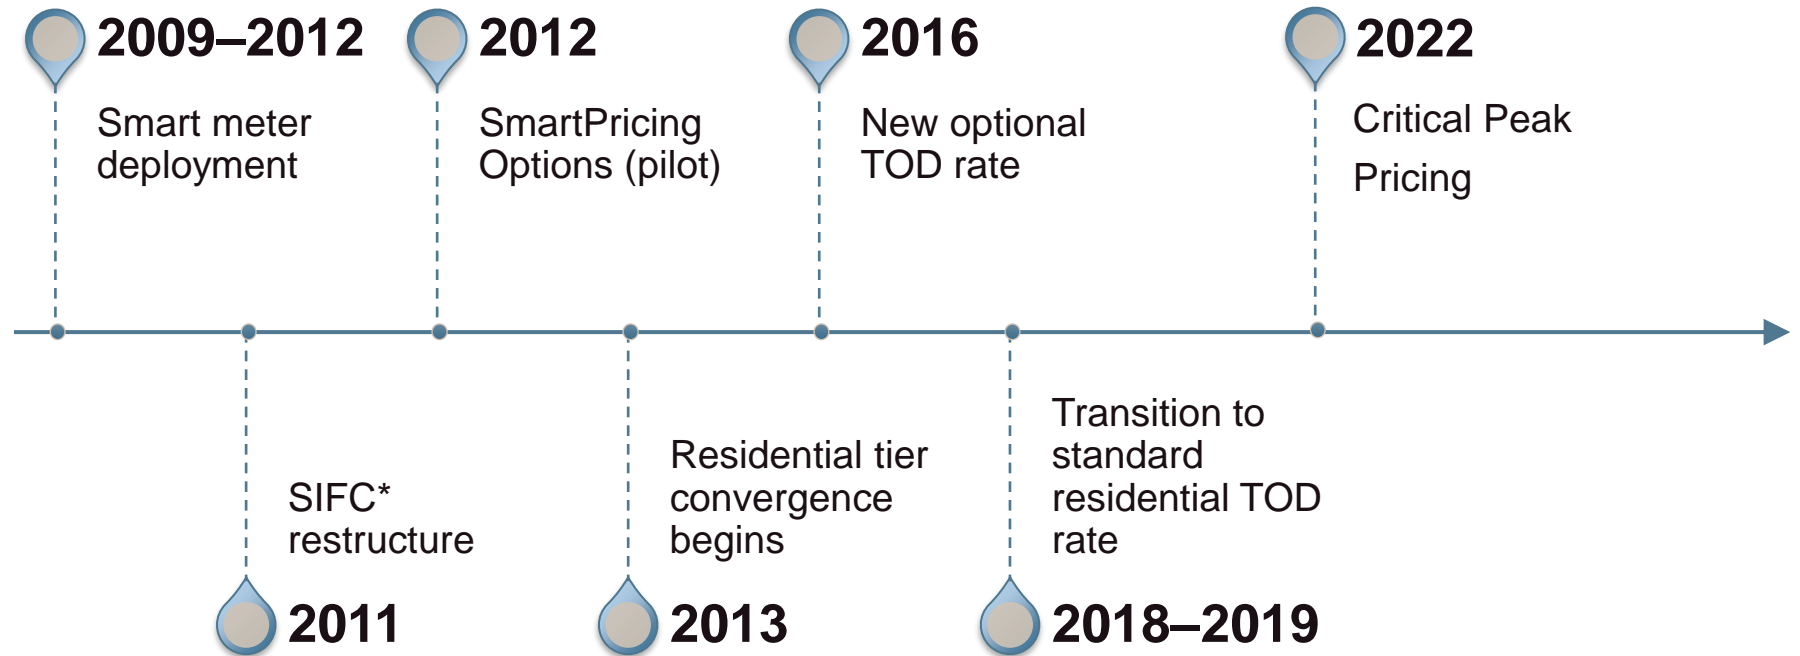 2009–2012
Smart meter
deployment
2012
SmartPricing
Options (pilot)
2016
New optional
TOD rate
2022
Critical Peak
Pricing
SIFC*
restructure
2011
Residential tier
convergence
begins
2013
Transition to
standard
residential TOD
rate
2018–2019